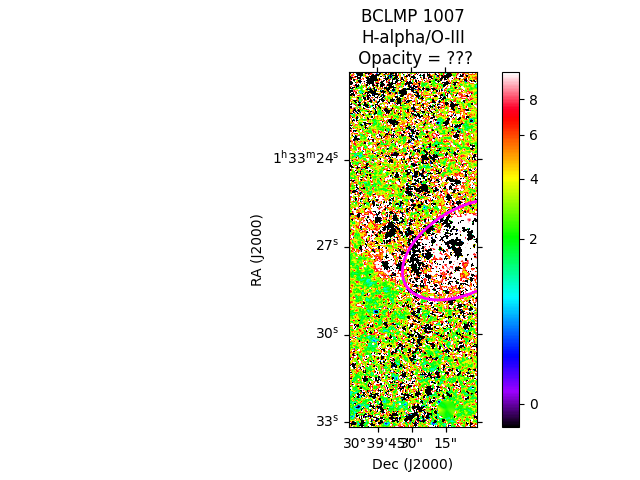 BCLMP 1007
H-alpha/O-III
Opacity = ???
8
6
4
2
0
1h33m24s
27s
30s
33s
RA (J2000)
30°39'45" 30" 15"
Dec (J2000)